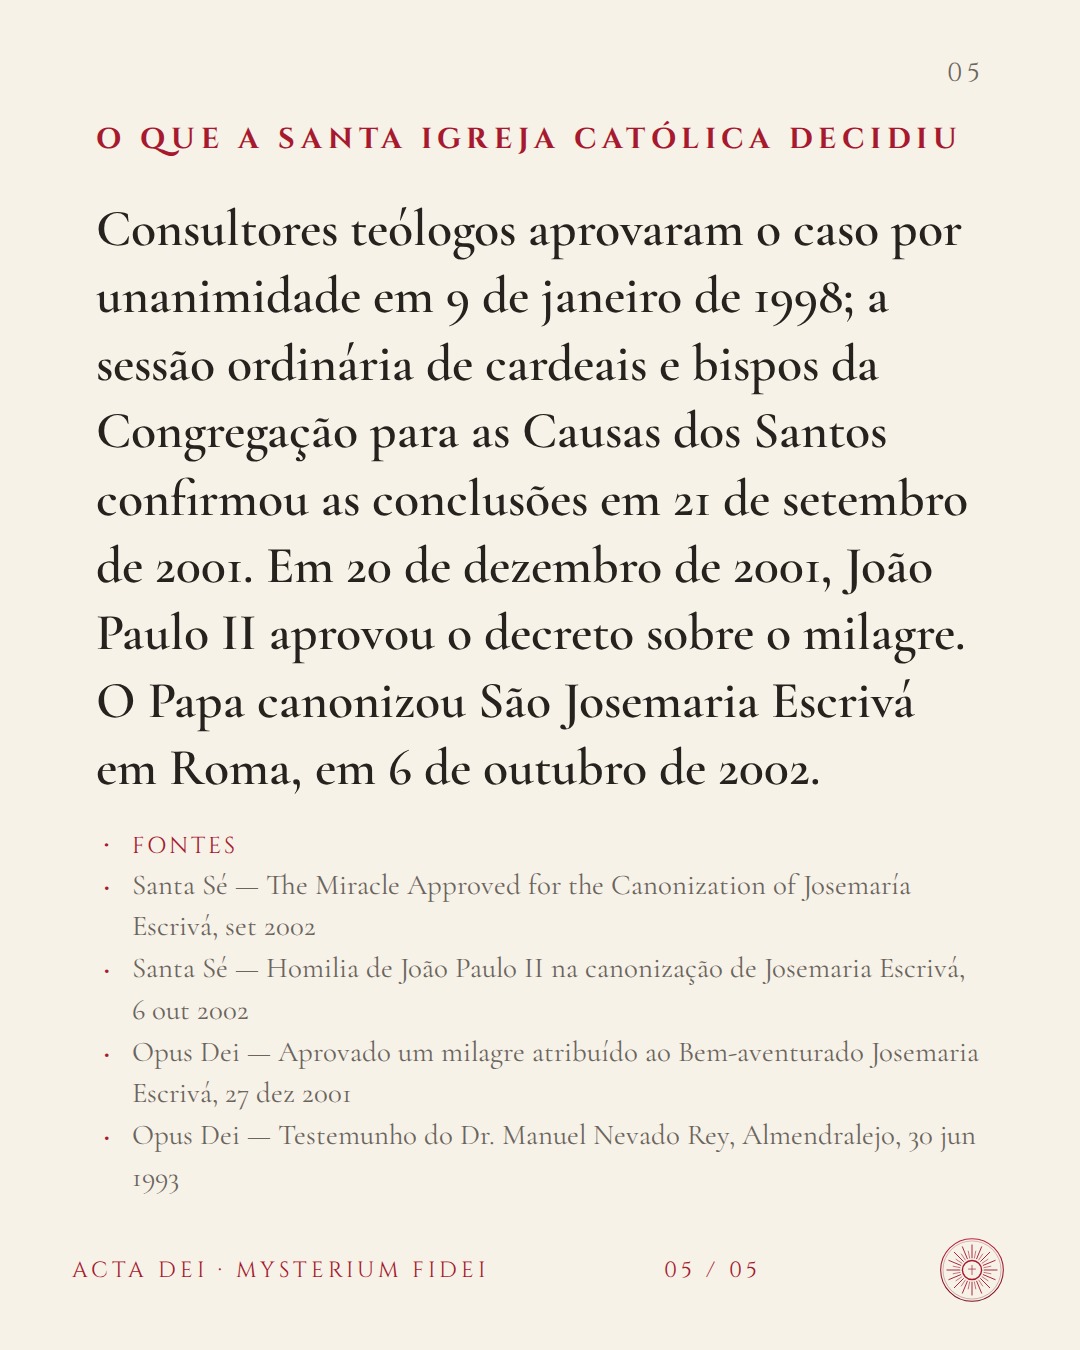 05
O QUE A SANTA IGREJA CATÓLICA DECIDIU
Consultores teólogos aprovaram o caso por
unanimidade em 9 de janeiro de 1998; a
sessão ordinária de cardeais e bispos da
Congregação para as Causas dos Santos
confirmou as conclusões em 21 de setembro
de 2001. Em 20 de dezembro de 2001, João
Paulo II aprovou o decreto sobre o milagre.
O Papa canonizou São Josemaria Escrivá
em Roma, em 6 de outubro de 2002.
· FONTES
· Santa Sé — The Miracle Approved for the Canonization of Josemaría
Escrivá, set 2002
· Santa Sé — Homilia de João Paulo II na canonização de Josemaria Escrivá,
6 out 2002
· Opus Dei — Aprovado um milagre atribuído ao Bem-aventurado Josemaria
Escrivá, 27 dez 2001
· Opus Dei — Testemunho do Dr. Manuel Nevado Rey, Almendralejo, 30 jun
1993
ACTA DEI · MYSTERIUM FIDEI
05 / 05